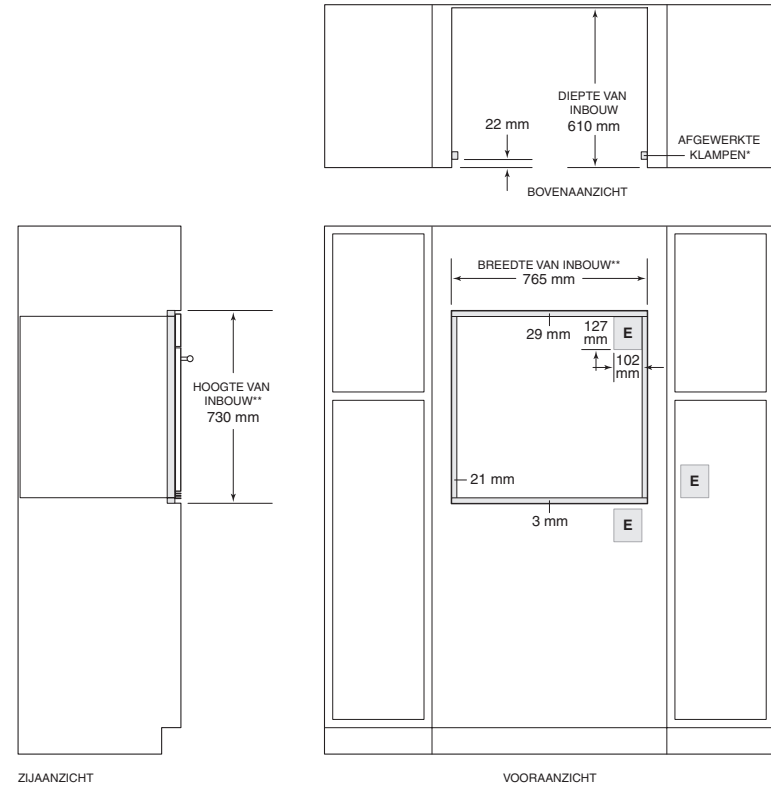 DIEPTE VAN
INBOUW
610 mm
22 mm
AFGEWERKTE
KLAMPEN*
BOVENAANZICHT
BREEDTE VAN INBOUW**
765 mm
29 mm
127
mm
E
102
mm
HOOGTE VAN
INBOUW**
730 mm
21 mm
E
3 mm
E
ZIJAANZICHT
VOORAANZICHT